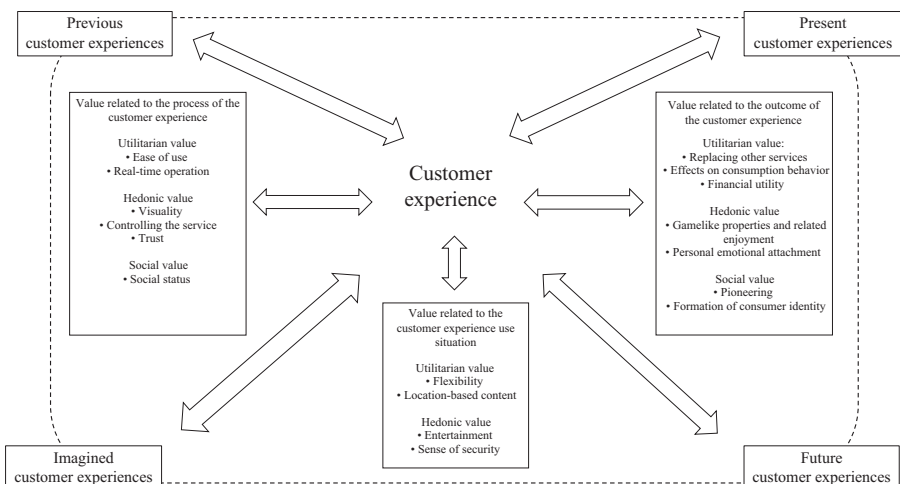 Previous
customer experiences
Present
customer experiences
Value related to the process of the
customer experience
Utilitarian value
• Ease of use
• Real-time operation
Hedonic value
• Visuality
• Controlling the service
• Trust
Social value
• Social status
Customer
experience
Value related to the outcome of
the customer experience
Utilitarian value:
• Replacing other services
• Effects on consumption behavior
• Financial utility
Hedonic value
• Gamelike properties and related
enjoyment
• Personal emotional attachment
Social value
• Pioneering
• Formation of consumer identity
Value related to the
customer experience use
situation
Utilitarian value
• Flexibility
• Location-based content
Hedonic value
• Entertainment
• Sense of security
Imagined
customer experiences
Future
customer experiences